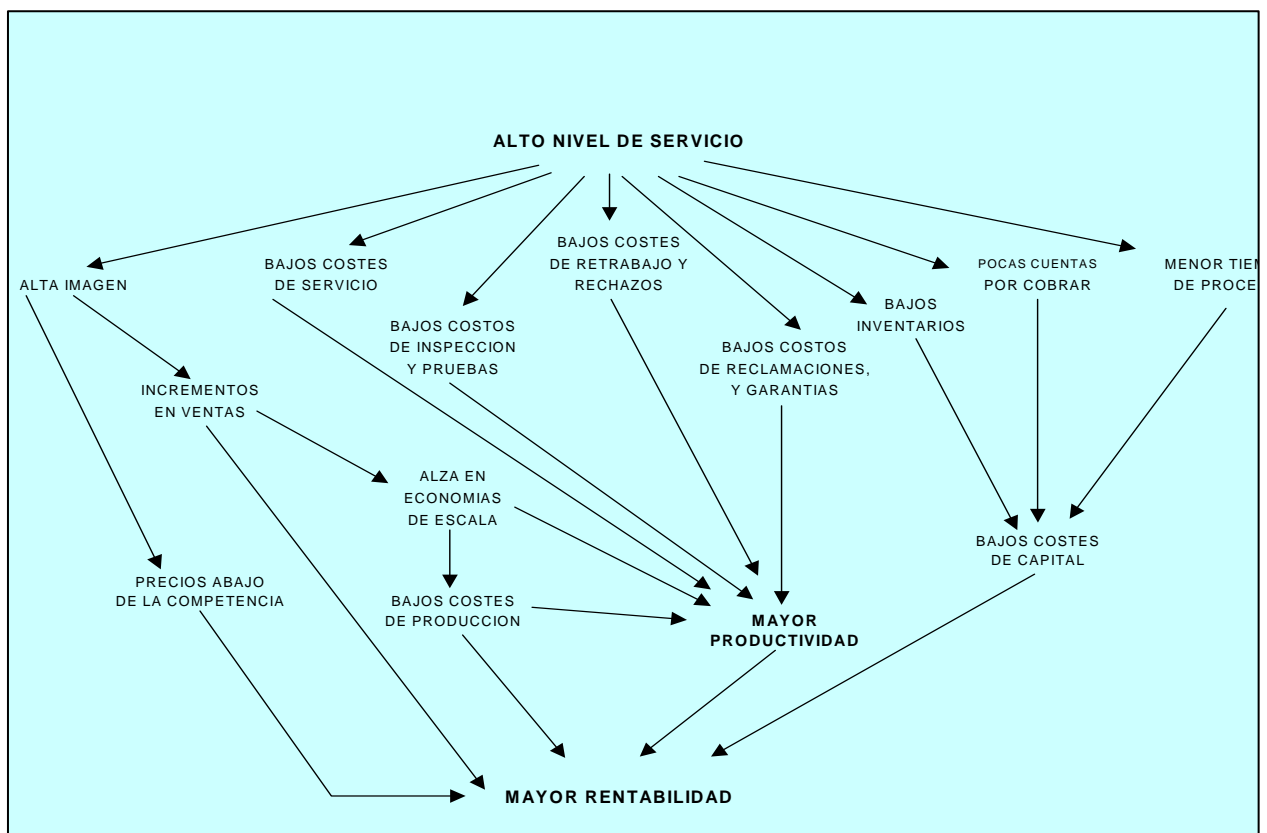 ALTO NIVEL DE SERVICIO
ALTA IMAGEN
BAJOS COSTES
DE SERVICIO
BAJOS COSTOS
DE INSPECCION
Y PRUEBAS
BAJOS COSTES
DE RETRABAJO Y
RECHAZOS
BAJOS COSTOS
DE RECLAMACIONES,
Y GARANTIAS
BAJOS
INVENTARIOS
POCAS CUENTAS
POR COBRAR
MENOR
DE
INCREMENTOS
EN VENTAS
ALZA EN
ECONOMIAS
DE ESCALA
BAJOS COSTES
DE CAPITAL
PRECIOS ABAJO
DE LA COMPETENCIA
BAJOS COSTES
DE PRODUCCION
MAYOR
PRODUCTIVIDAD
MAYOR RENTABILIDAD